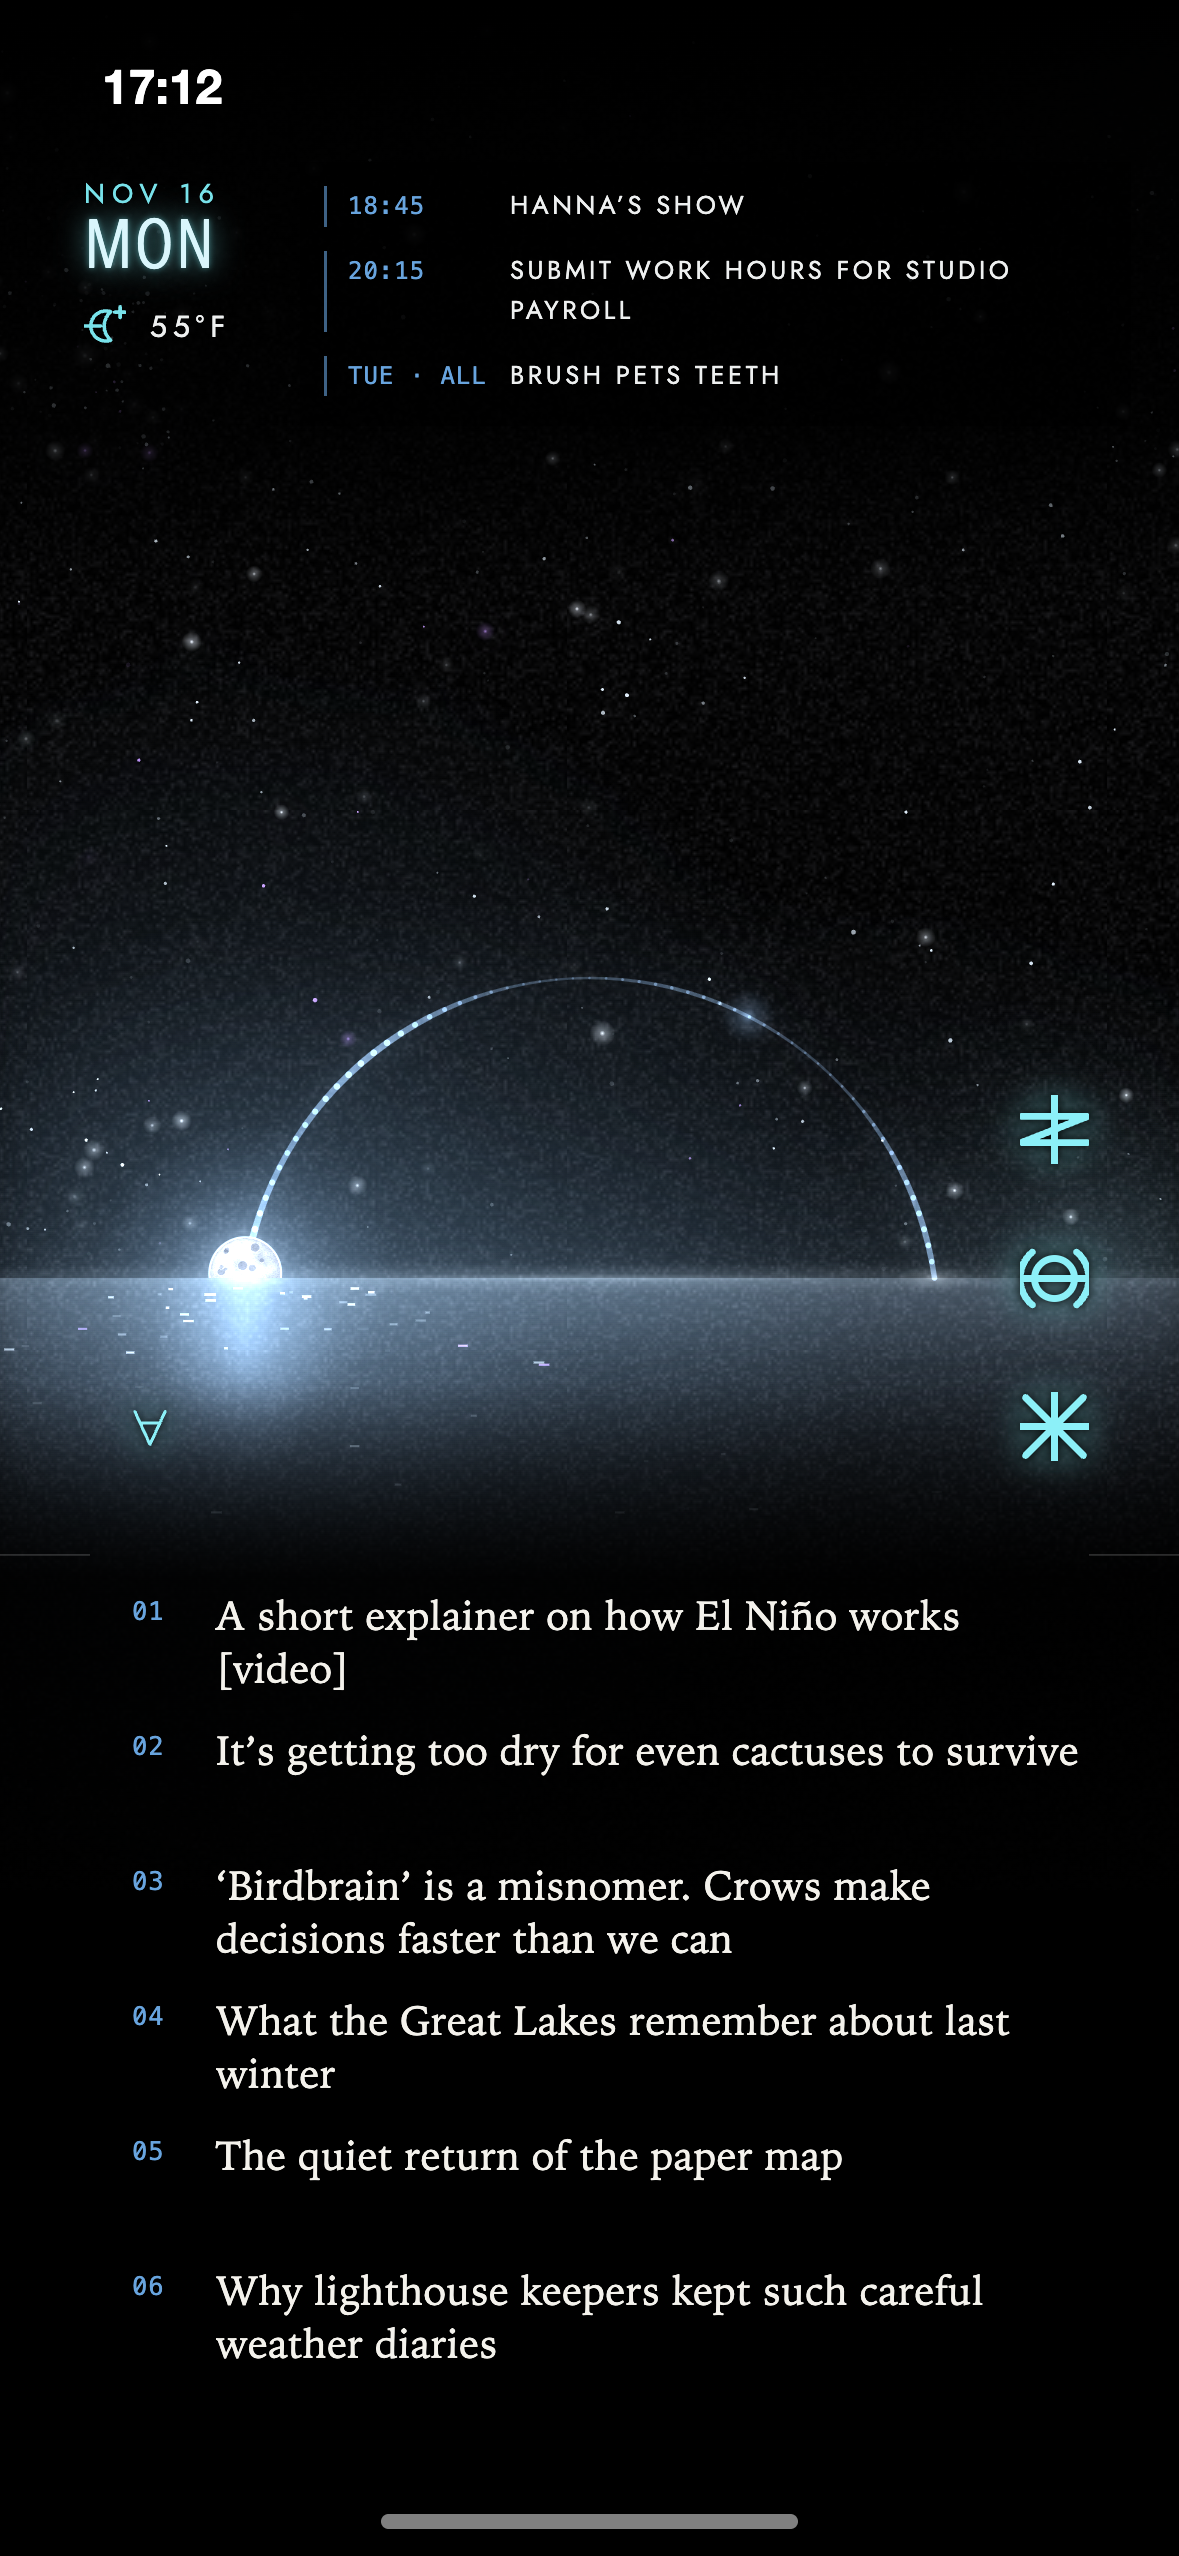 17:12
NOV 16
MON
55°F
18:45 HANNA’S SHOW
20:15 SUBMIT WORK HOURS FOR STUDIO
PAYROLL
TUE · ALL BRUSH PETS TEETH
01 A short explainer on how El Niño works
[video]
02 It’s getting too dry for even cactuses to survive
03 ‘Birdbrain’ is a misnomer. Crows make
decisions faster than we can
04 What the Great Lakes remember about last
winter
05 The quiet return of the paper map
06 Why lighthouse keepers kept such careful
weather diaries